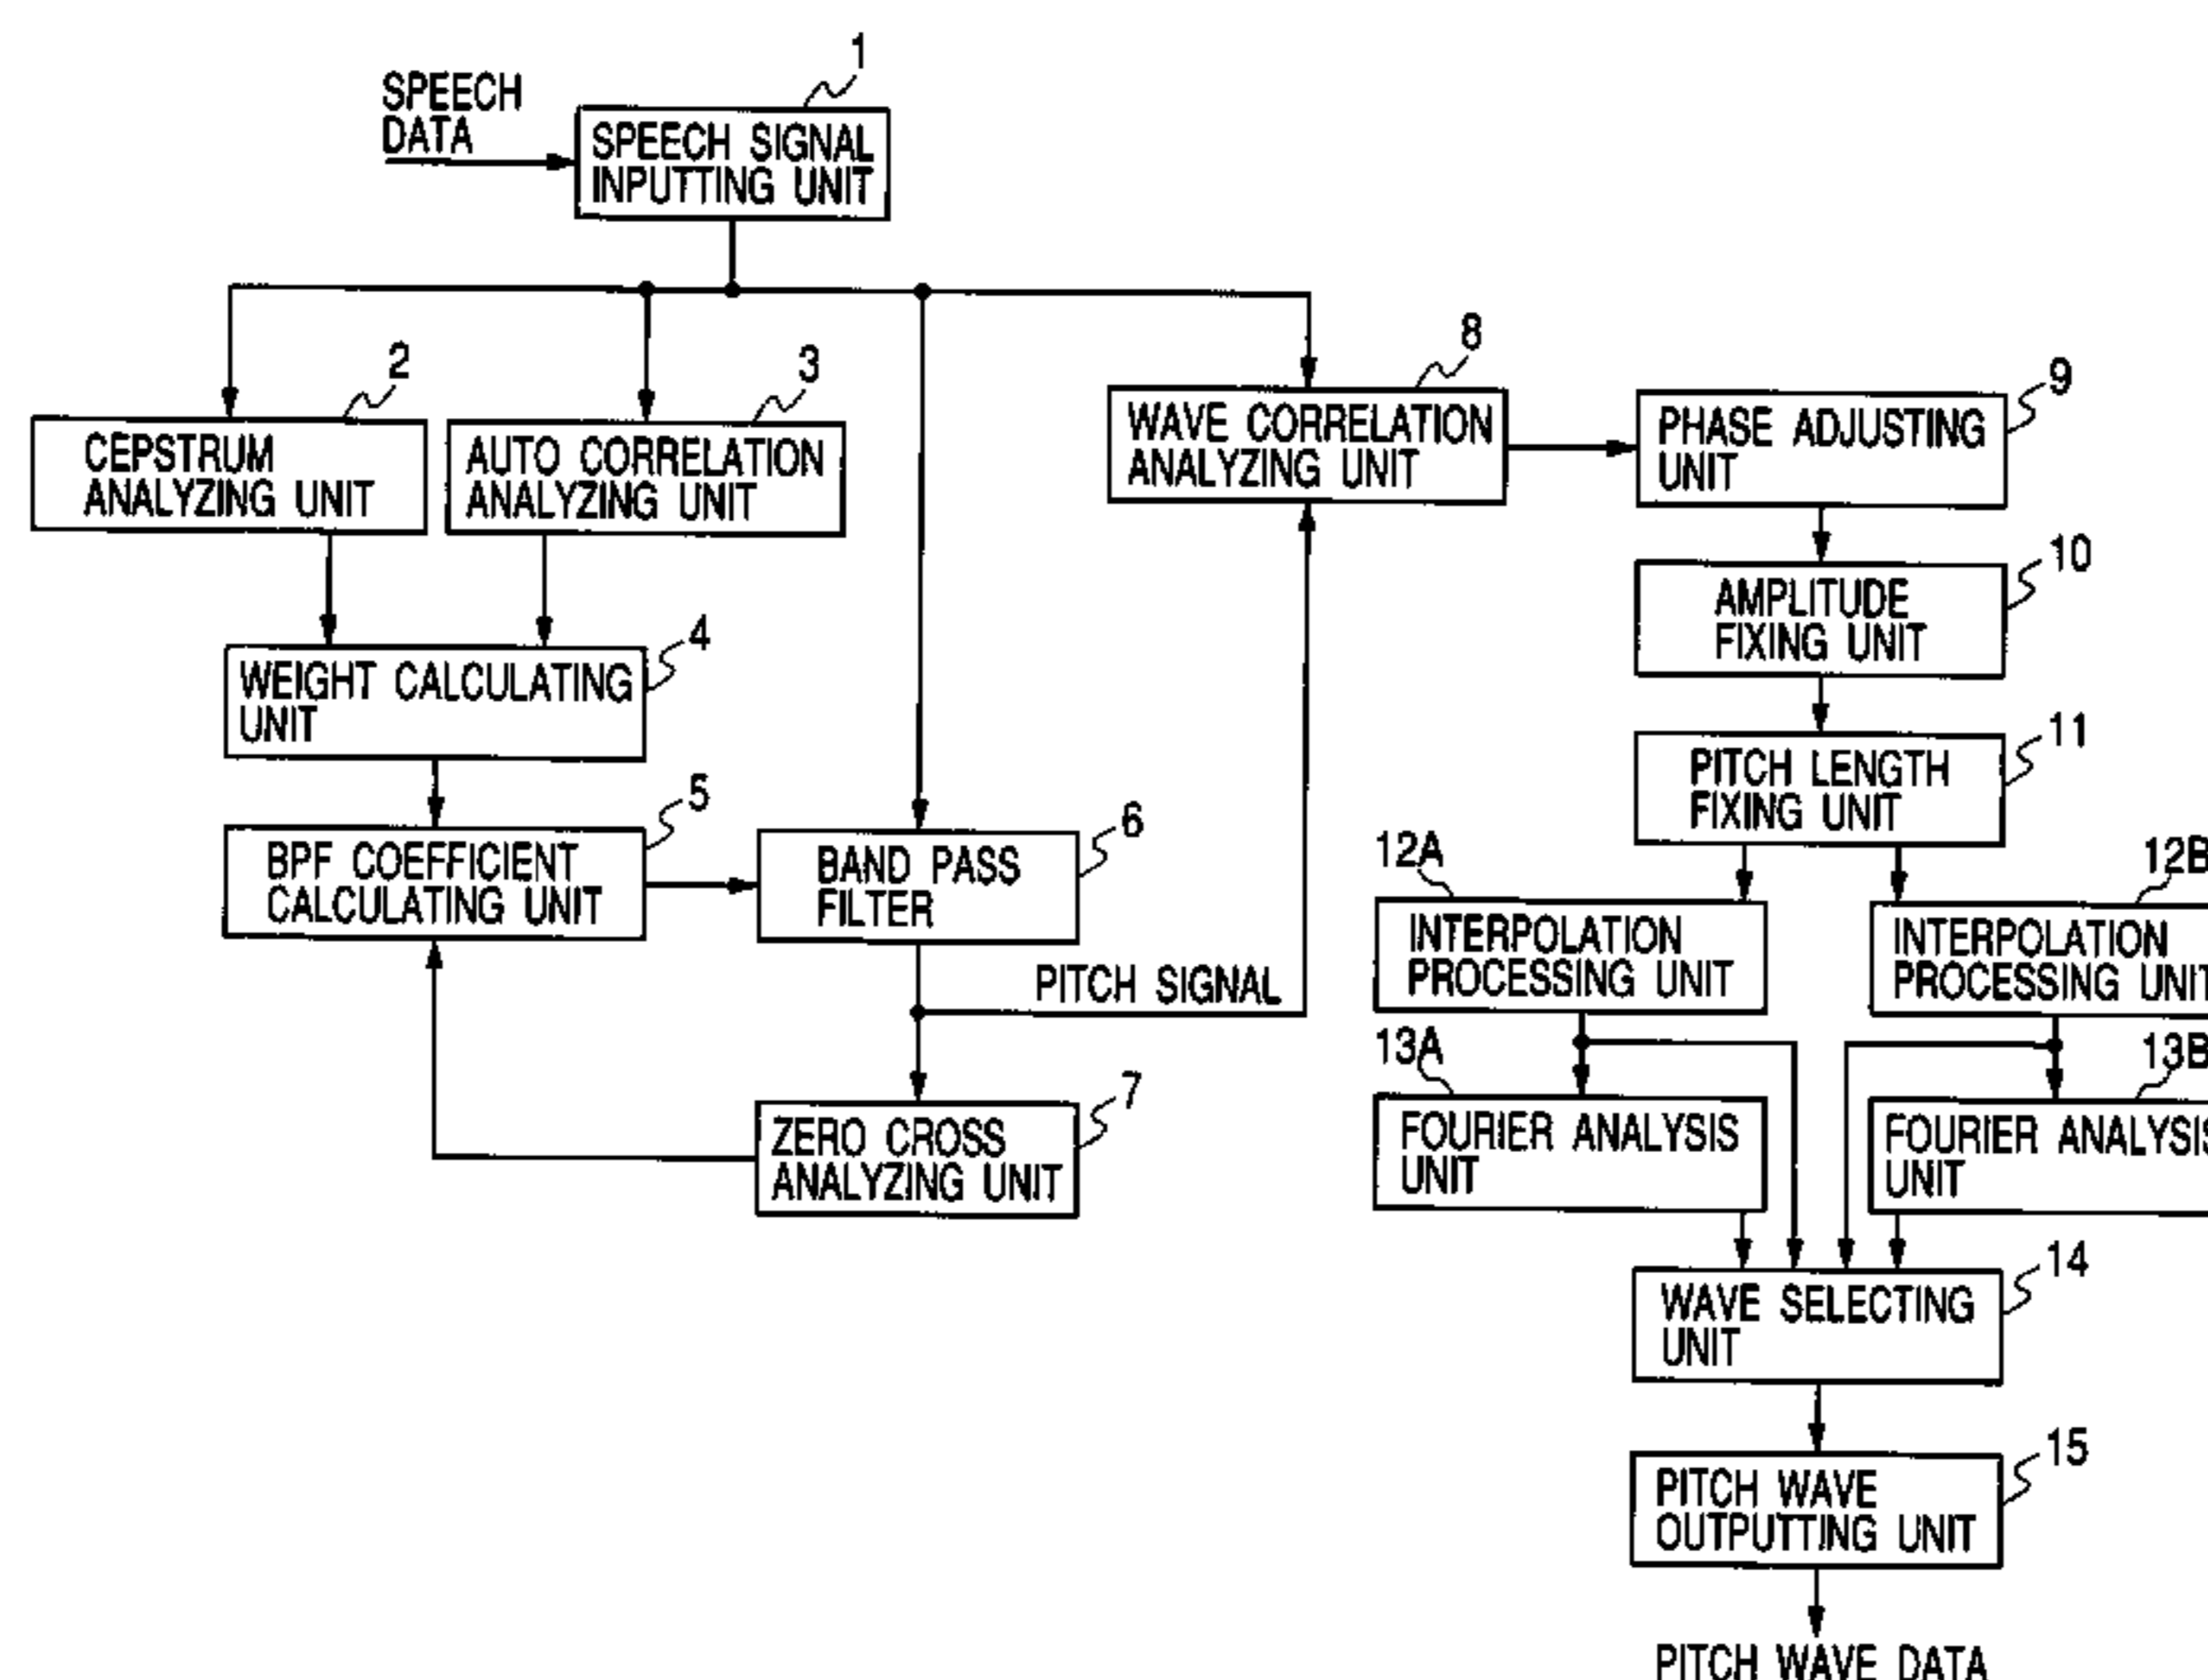 1
SPEECH
DATA
SPEECH SIGNAL
INPUTTING UNIT
2
CEPSTRUM
ANALYZING UNIT
3
AUTO CORRELATION
ANALYZING UNIT
8
WAVE CORRELATION
ANALYZING UNIT
9
PHASE ADJUSTING
UNIT
10
AMPLITUDE
FIXING UNIT
4
WEIGHT CALCULATING
UNIT
11
PITCH LENGTH
FIXING UNIT
5
BPF COEFFICIENT
CALCULATING UNIT
6
BAND PASS
FILTER
PITCH SIGNAL
7
ZERO CROSS
ANALYZING UNIT
12A
INTERPOLATION
PROCESSING UNIT
12B
INTERPOLATION
PROCESSING UNIT
13A
FOURIER ANALYSIS
UNIT
13B
FOURIER ANALYSIS
UNIT
14
WAVE SELECTING
UNIT
15
PITCH WAVE
OUTPUTTING UNIT
PITCH WAVE DATA